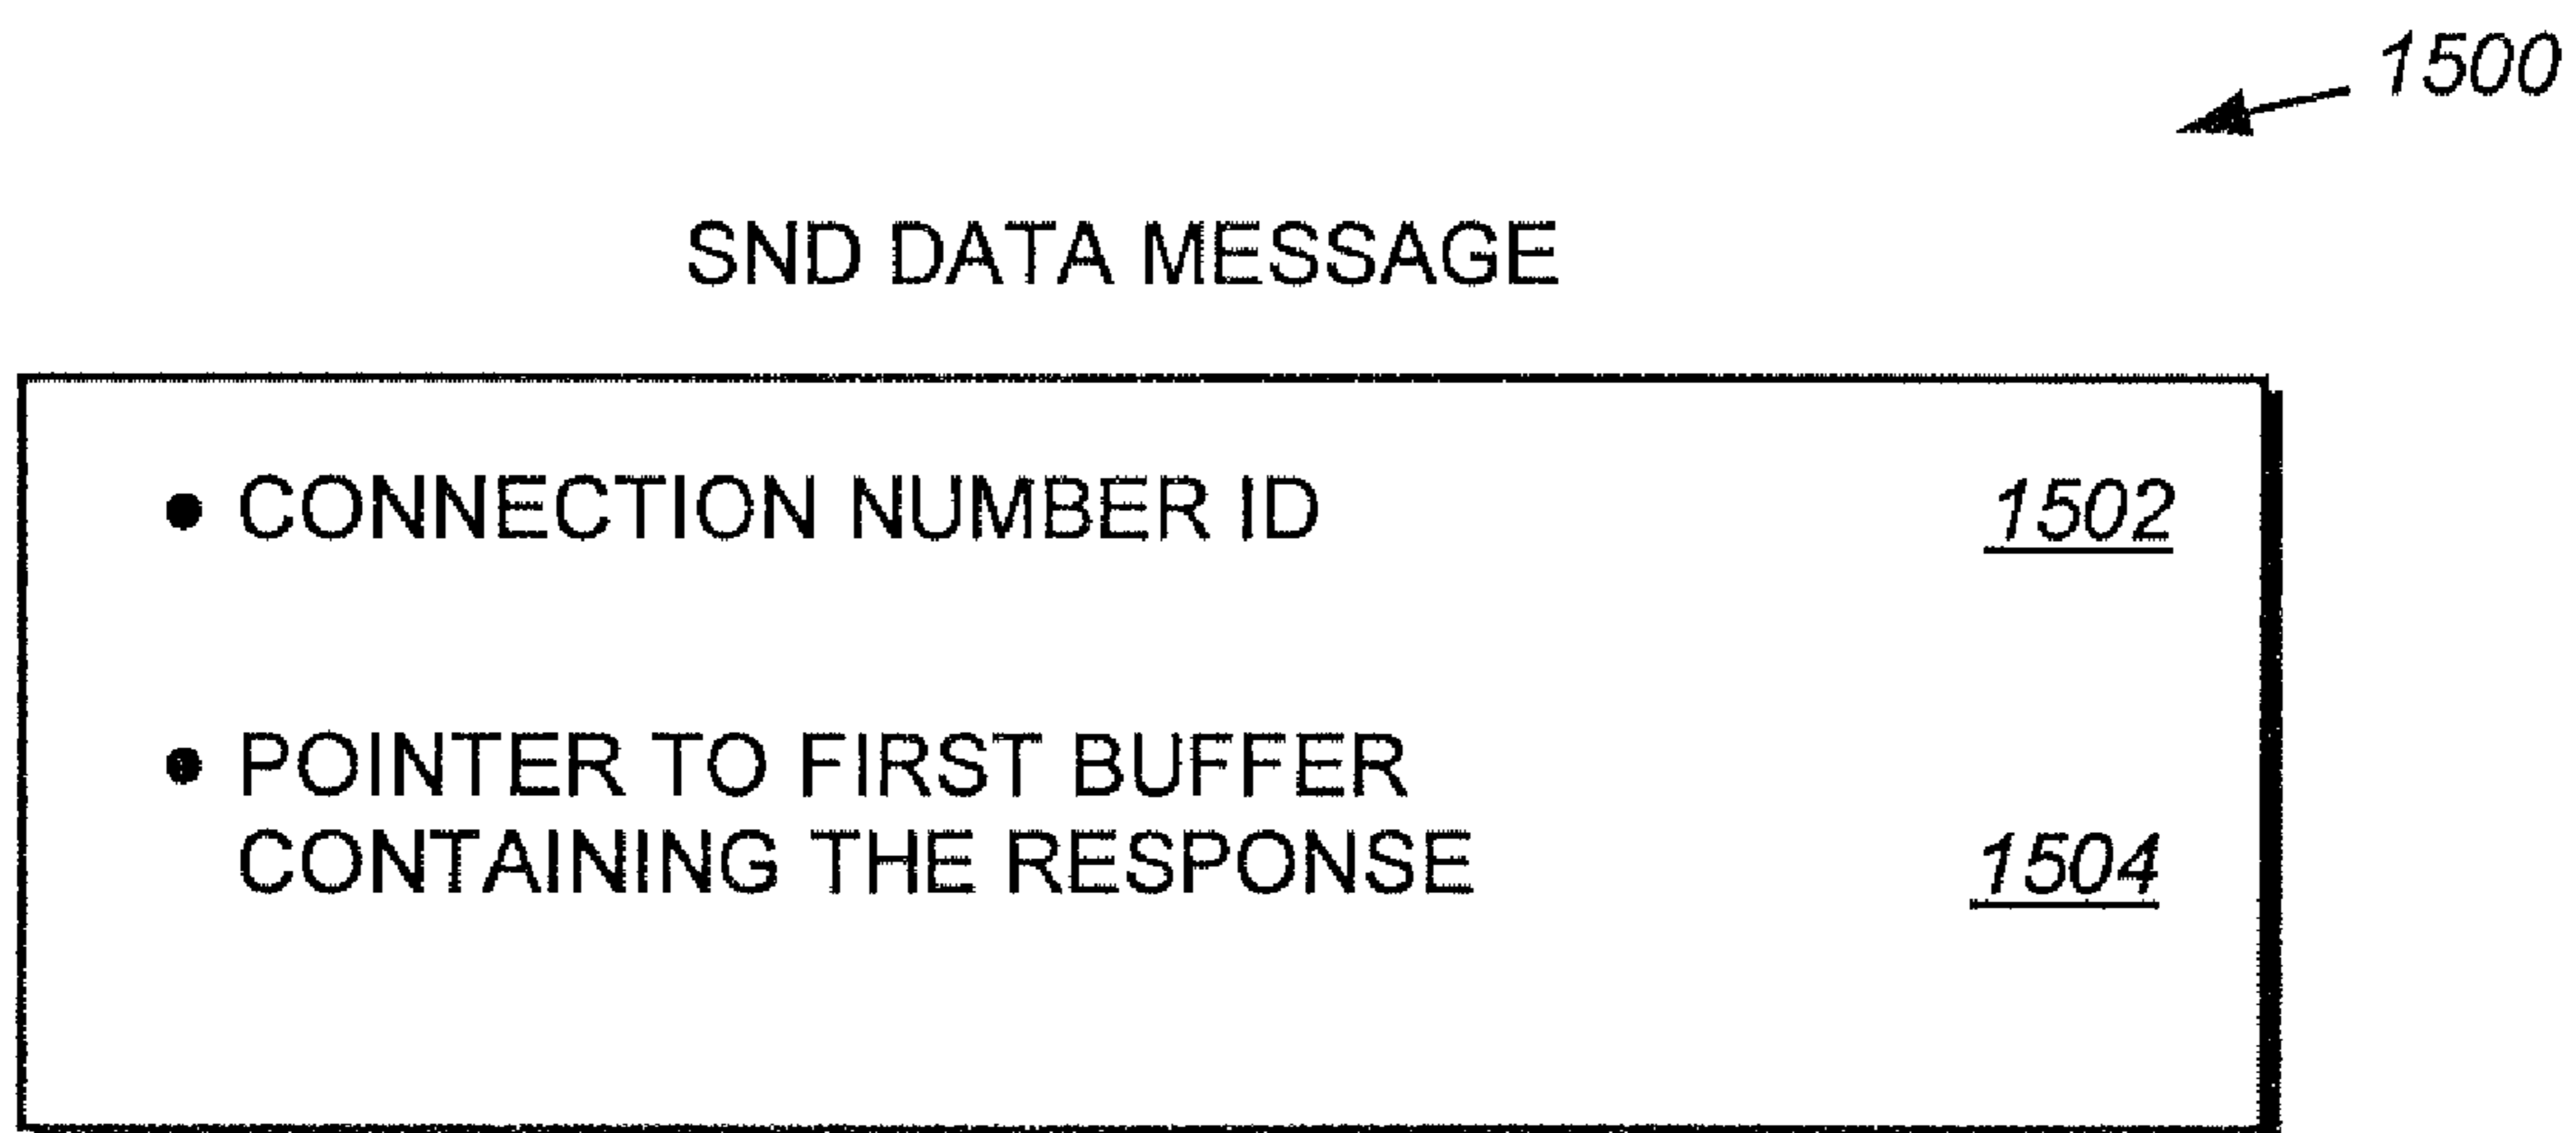 1500
SND DATA MESSAGE
• CONNECTION NUMBER ID 1502
• POINTER TO FIRST BUFFER
CONTAINING THE RESPONSE 1504